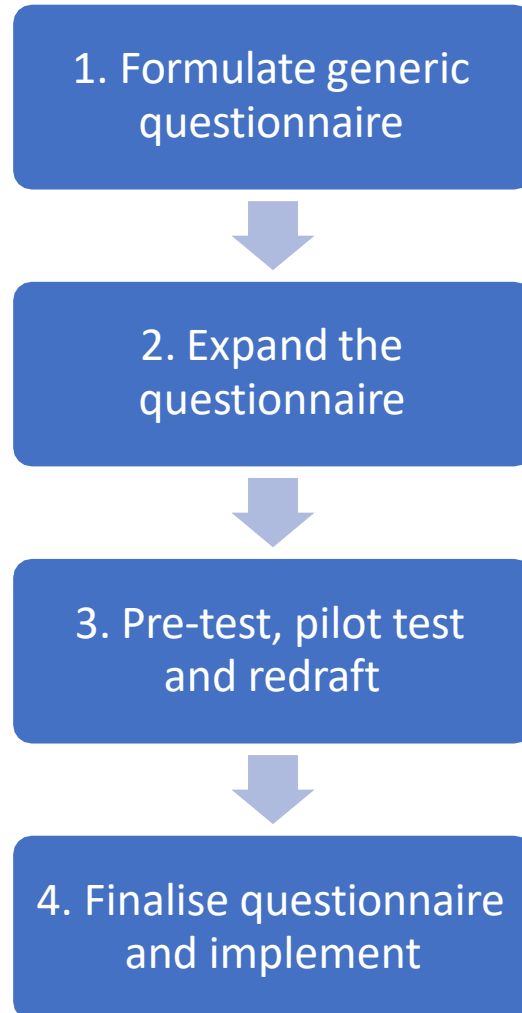 1. Formulate generic
questionnaire
2. Expand the
questionnaire
3. Pre-test, pilot test
and redraft
4. Finalise questionnaire
and implement